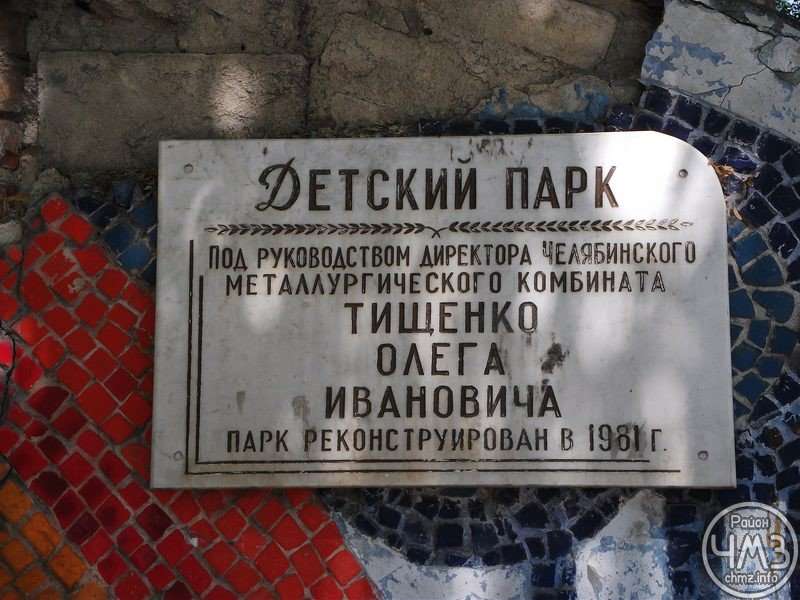 Детский парк
Под руководством директора Челябинского
металлургического комбината
Тищенко
Олега
Ивановича
парк реконструирован в 1981 г.
Район
ЧМЗ
chmz.info